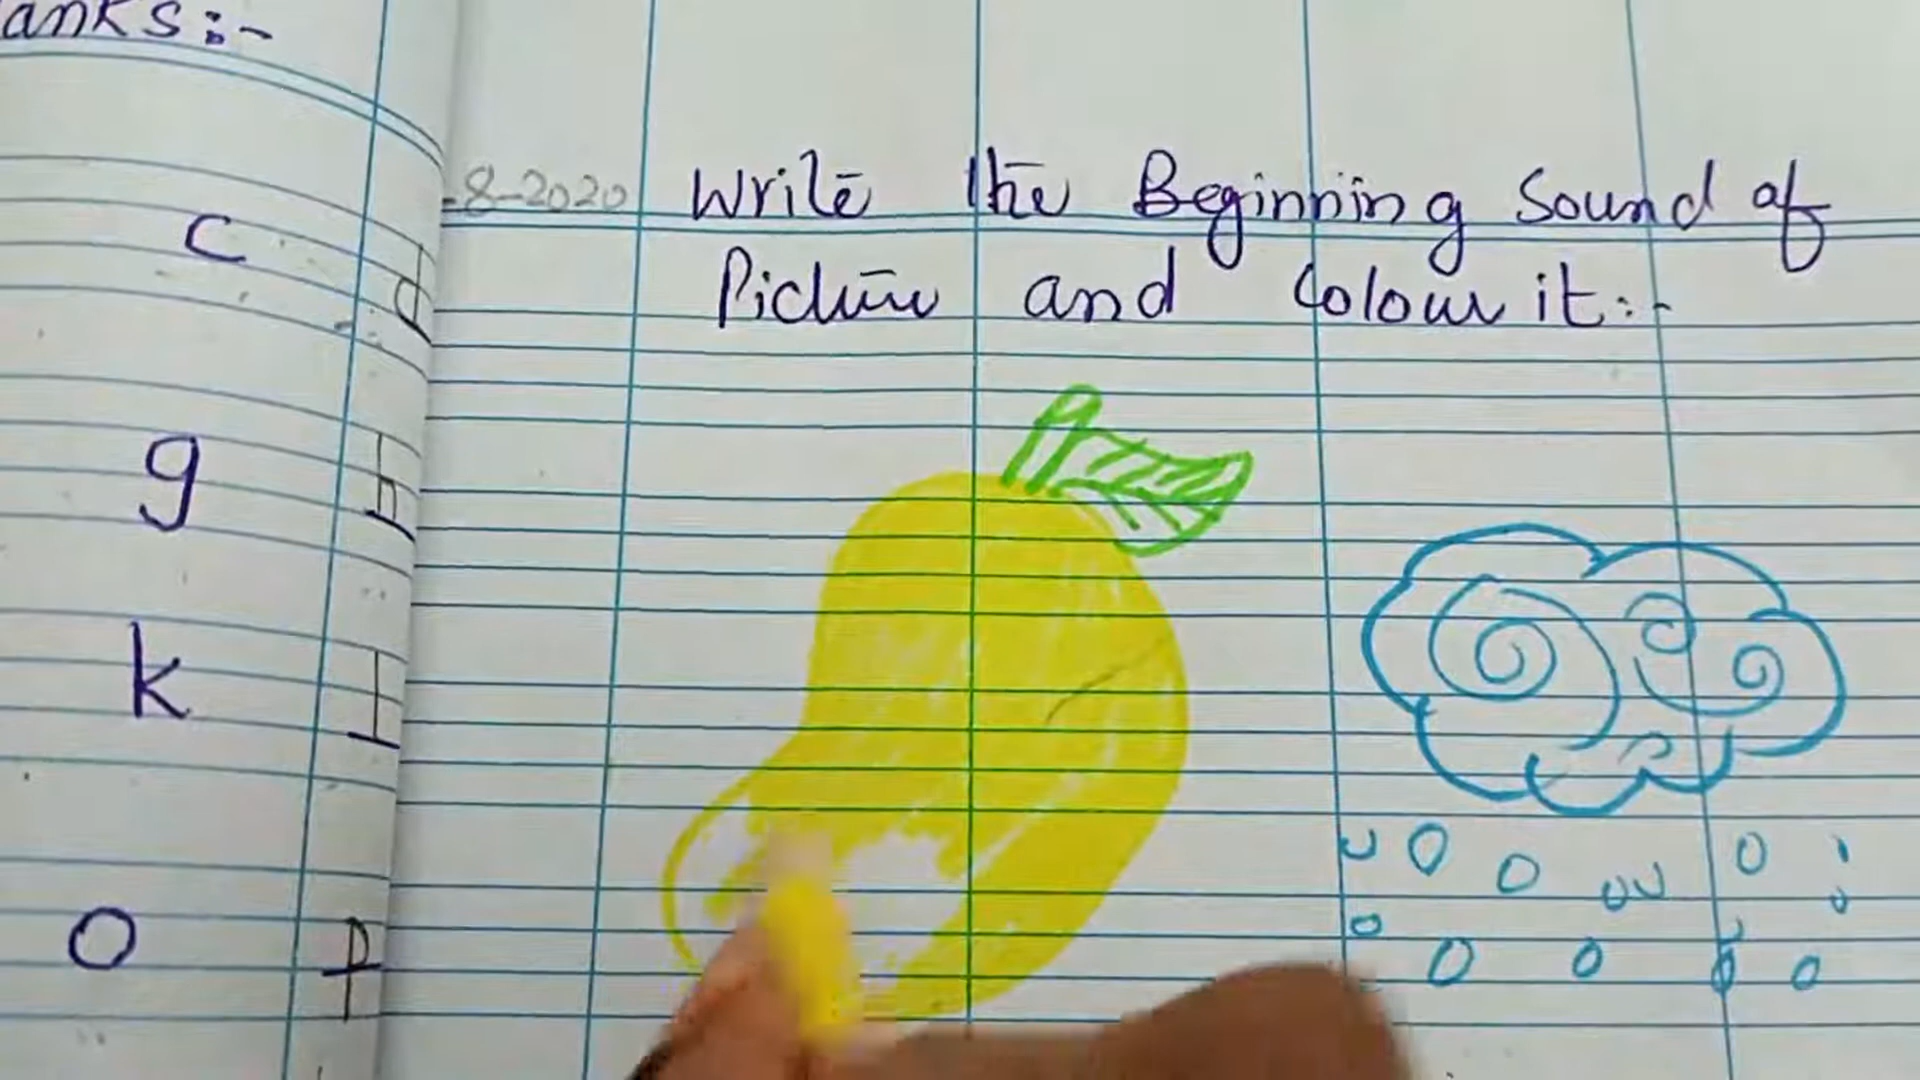 anks:-
c d
g h
k l
o p
-8-2020
Write the Beginning Sound of
Picture and Colour it:-